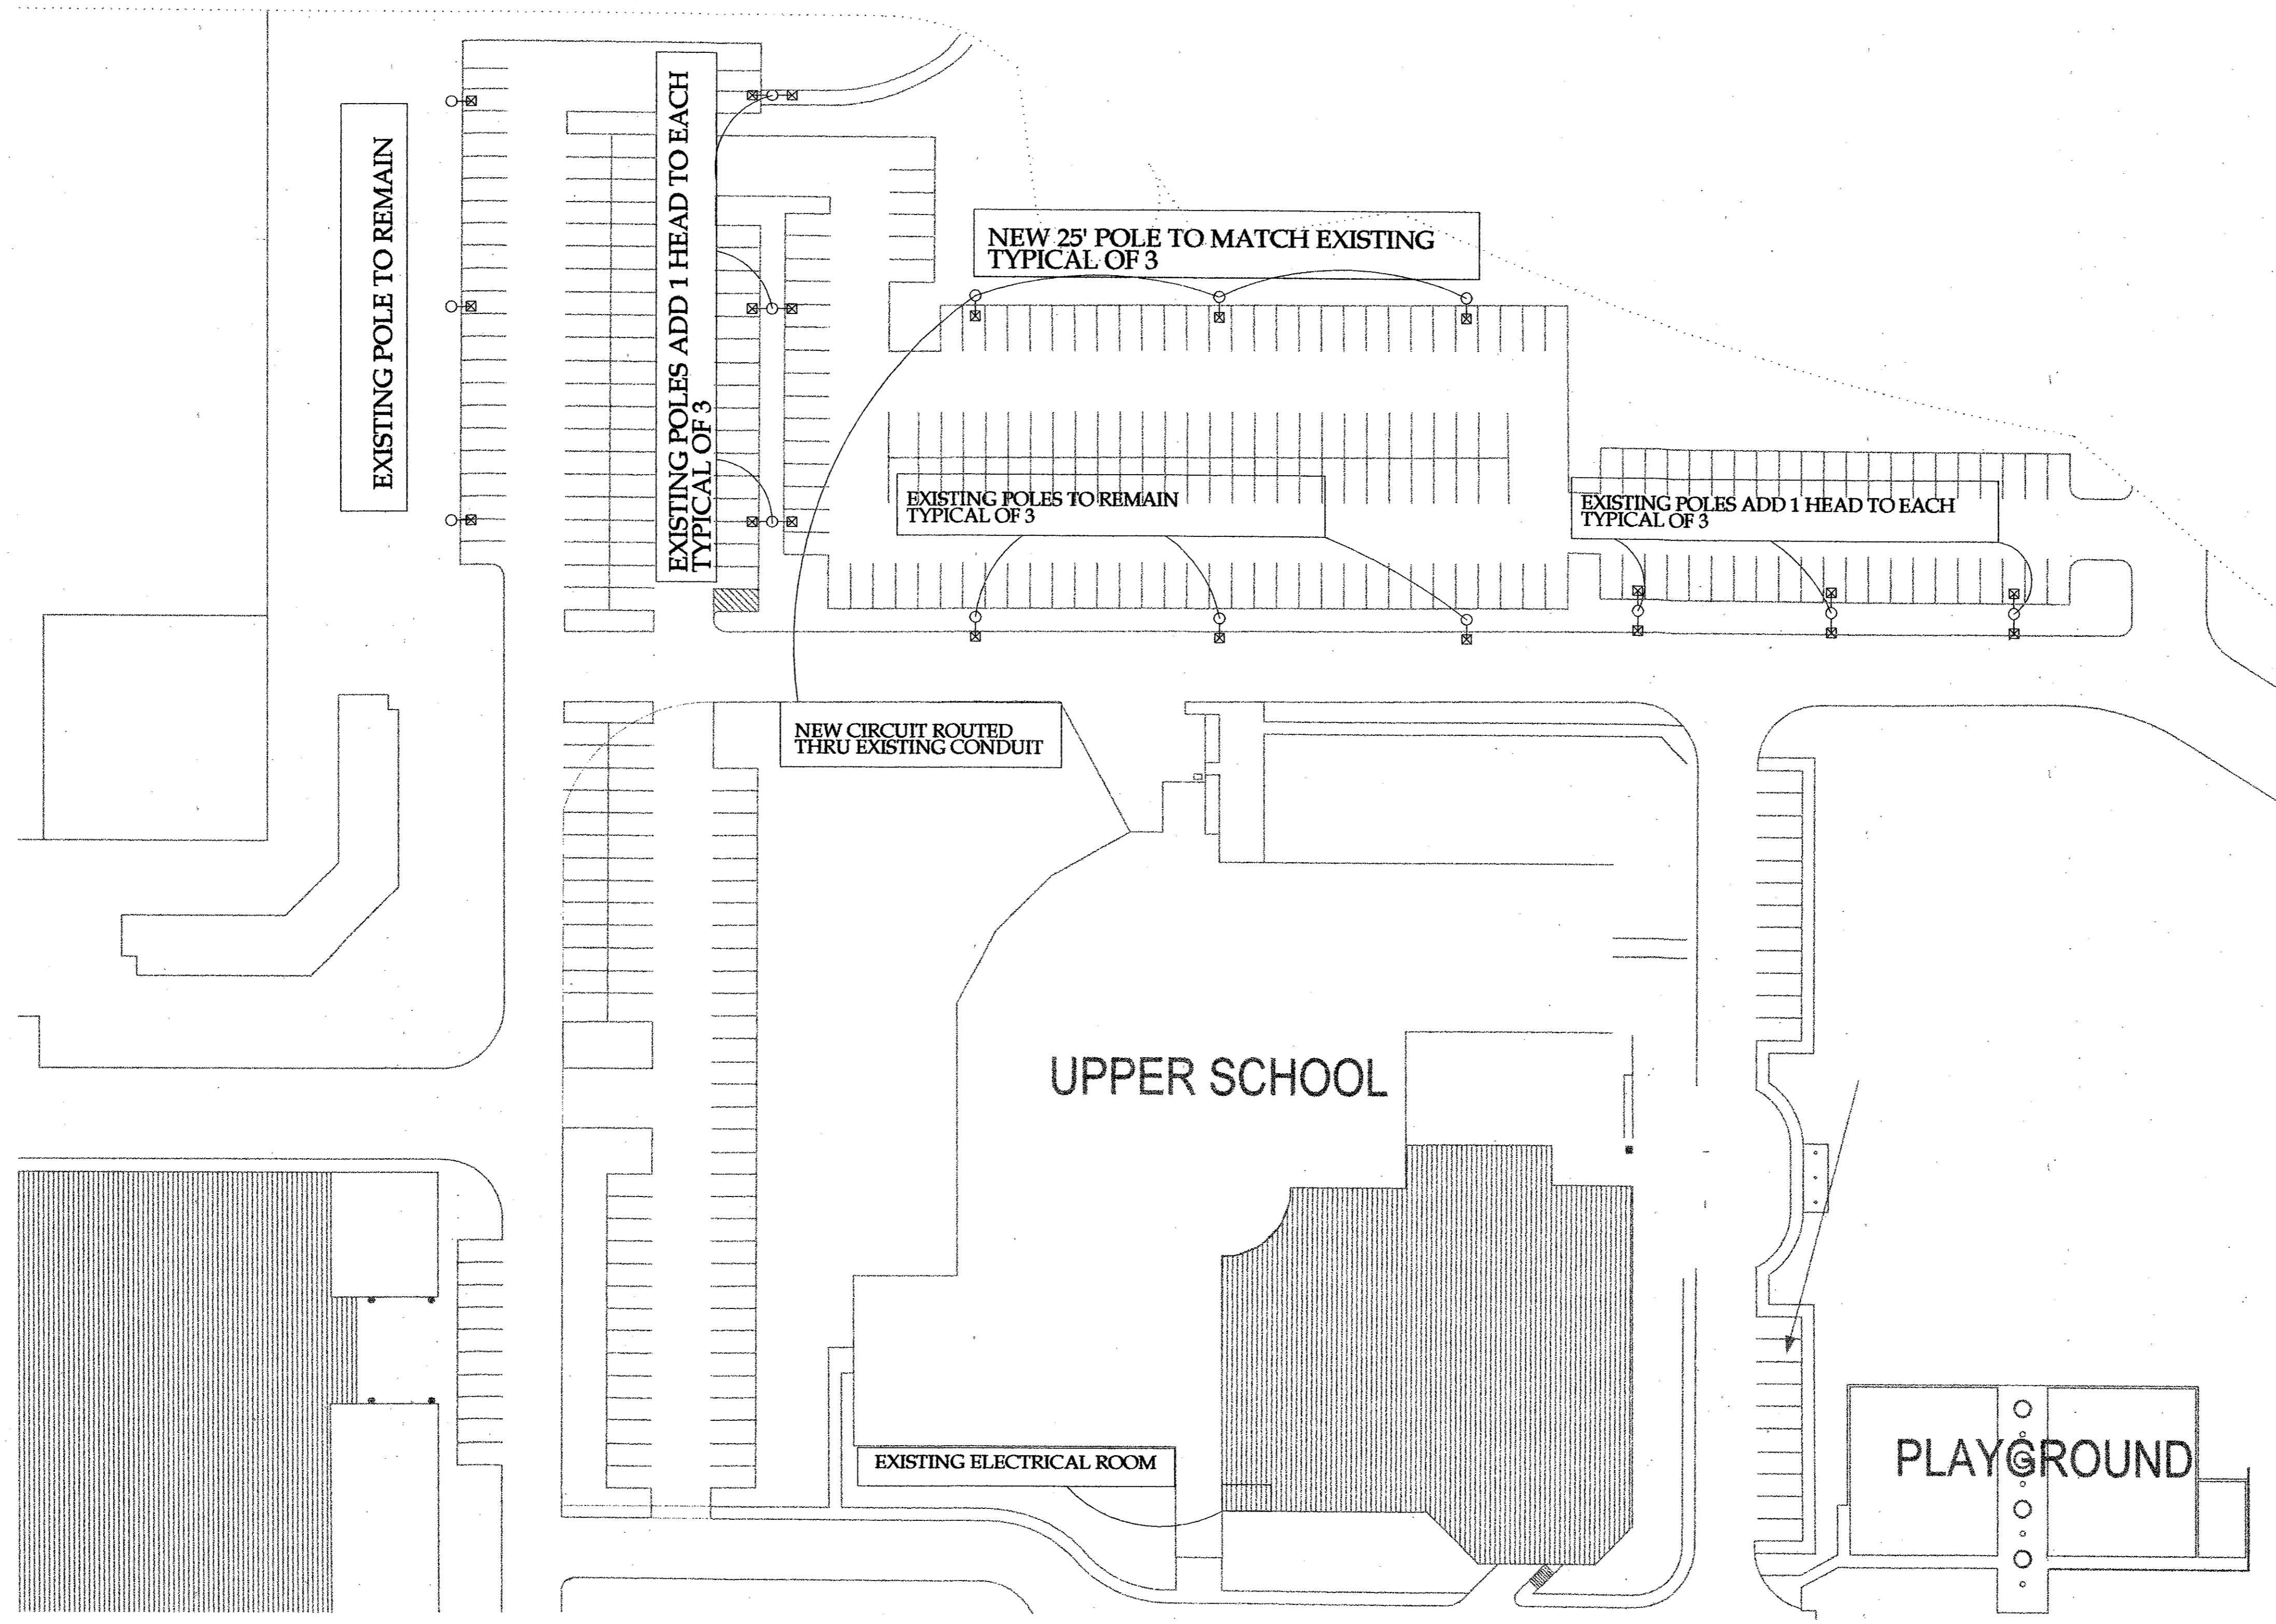 EXISTING POLE TO REMAIN
EXISTING POLES ADD 1 HEAD TO EACH
TYPICAL OF 3
NEW 25' POLE TO MATCH EXISTING
TYPICAL OF 3
EXISTING POLES TO REMAIN
TYPICAL OF 3
EXISTING POLES ADD 1 HEAD TO EACH
TYPICAL OF 3
NEW CIRCUIT ROUTED
THRU EXISTING CONDUIT
UPPER SCHOOL
EXISTING ELECTRICAL ROOM
PLAYGROUND